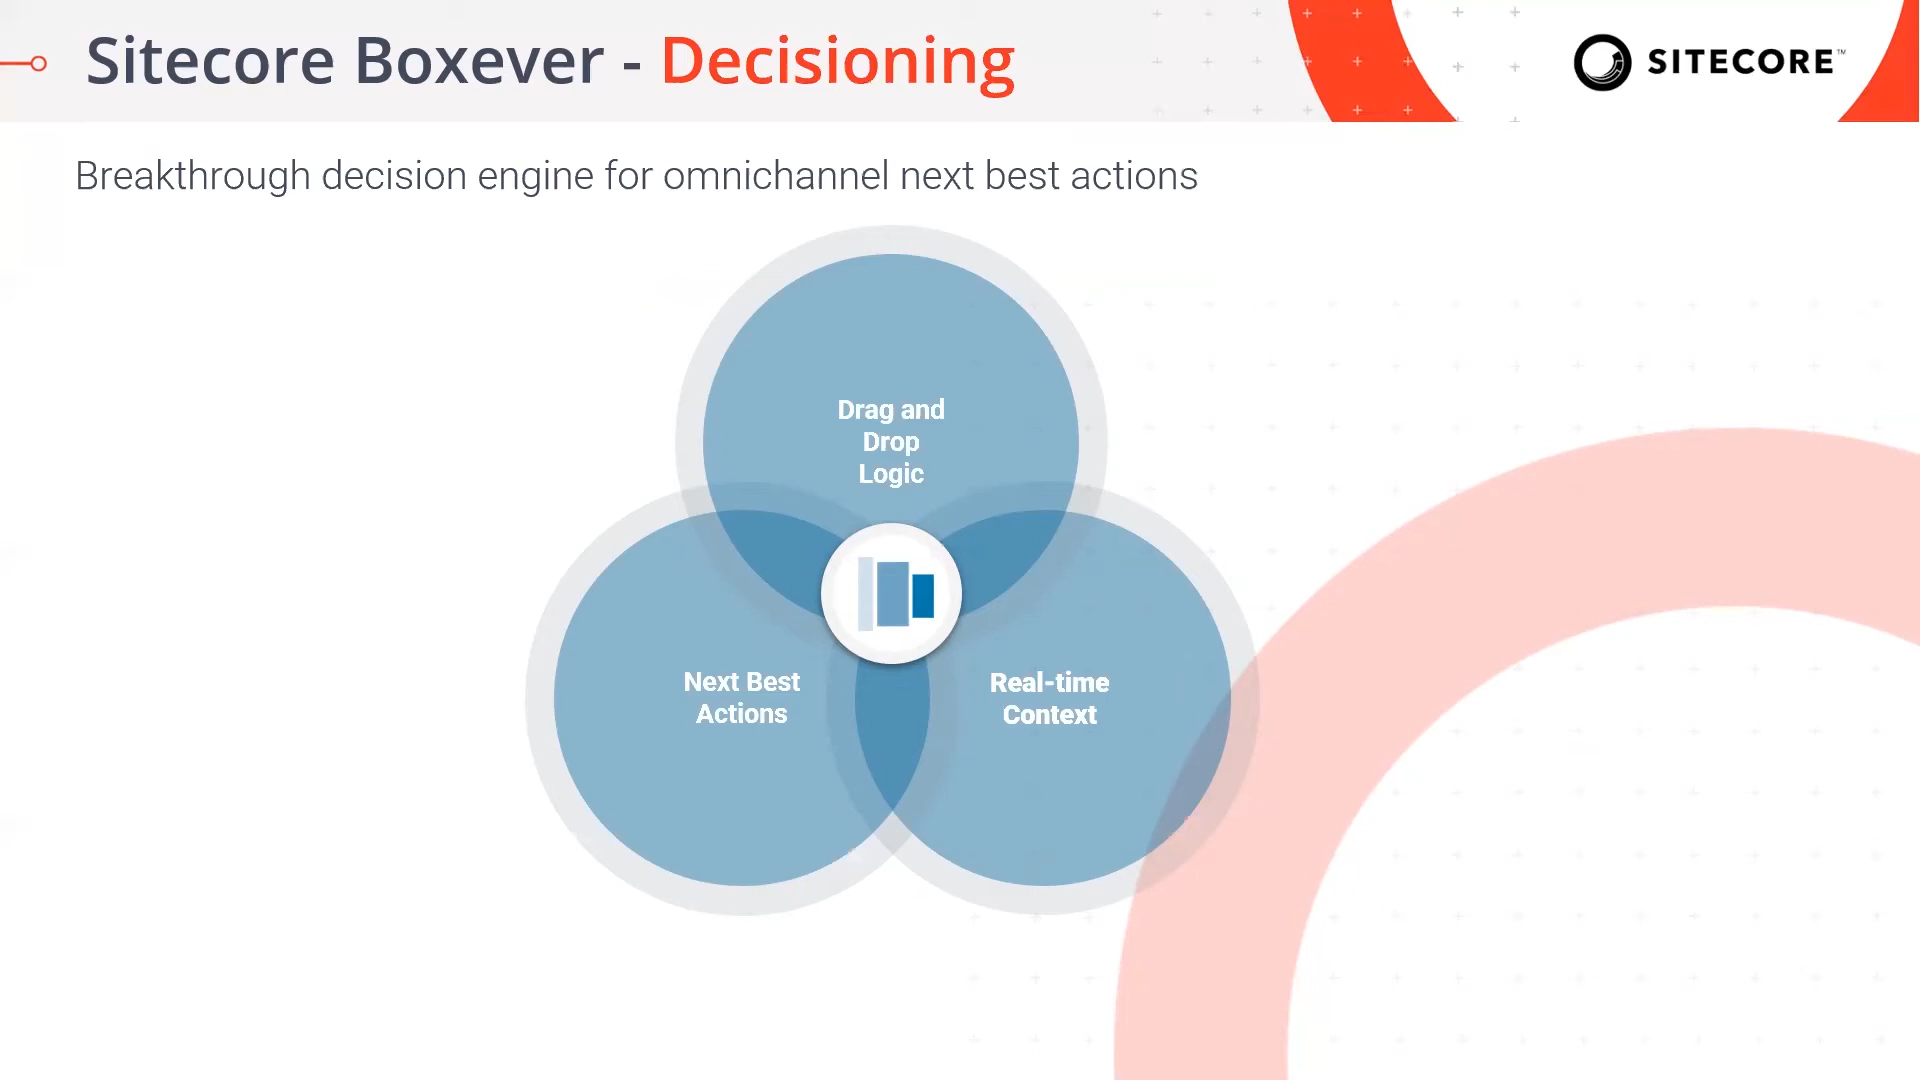 Sitecore Boxever - Decisioning
SITECORE™
Breakthrough decision engine for omnichannel next best actions
Drag and
Drop
Logic
Next Best
Actions
Real-time
Context